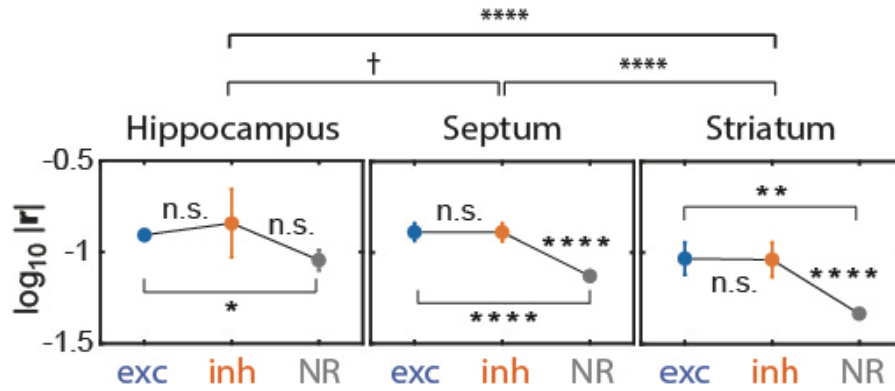 ****
† ****
Hippocampus Septum Striatum
-0.5
n.s. n.s. n.s. **
-1
**** n.s. ****
* ****
-1.5
log10 |r|
exc inh NR exc inh NR exc inh NR